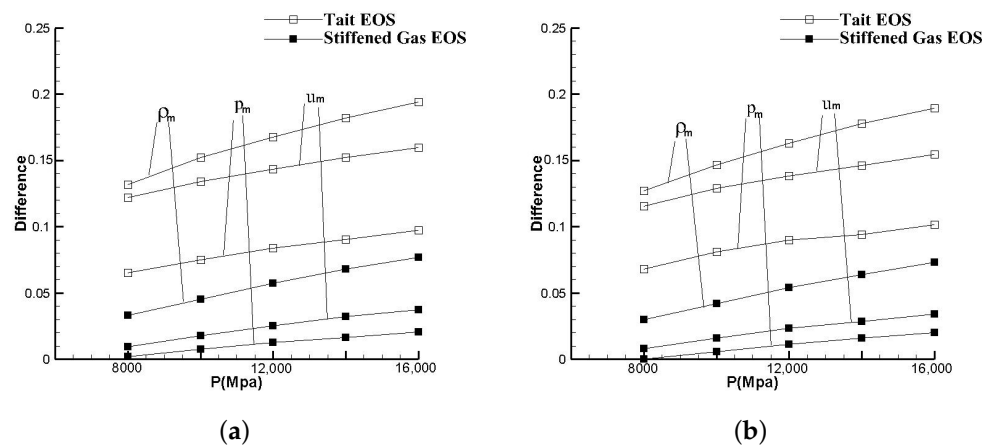 Tait EOS
Stiffened Gas EOS
0.25
0.2
0.15
0.1
0.05
0
Difference
ρm
pm
um
8000
12,000
16,000
P(Mpa)
(a)
Tait EOS
Stiffened Gas EOS
0.25
0.2
0.15
0.1
0.05
0
Difference
ρm
pm
um
8000
12,000
16,000
P(Mpa)
(b)